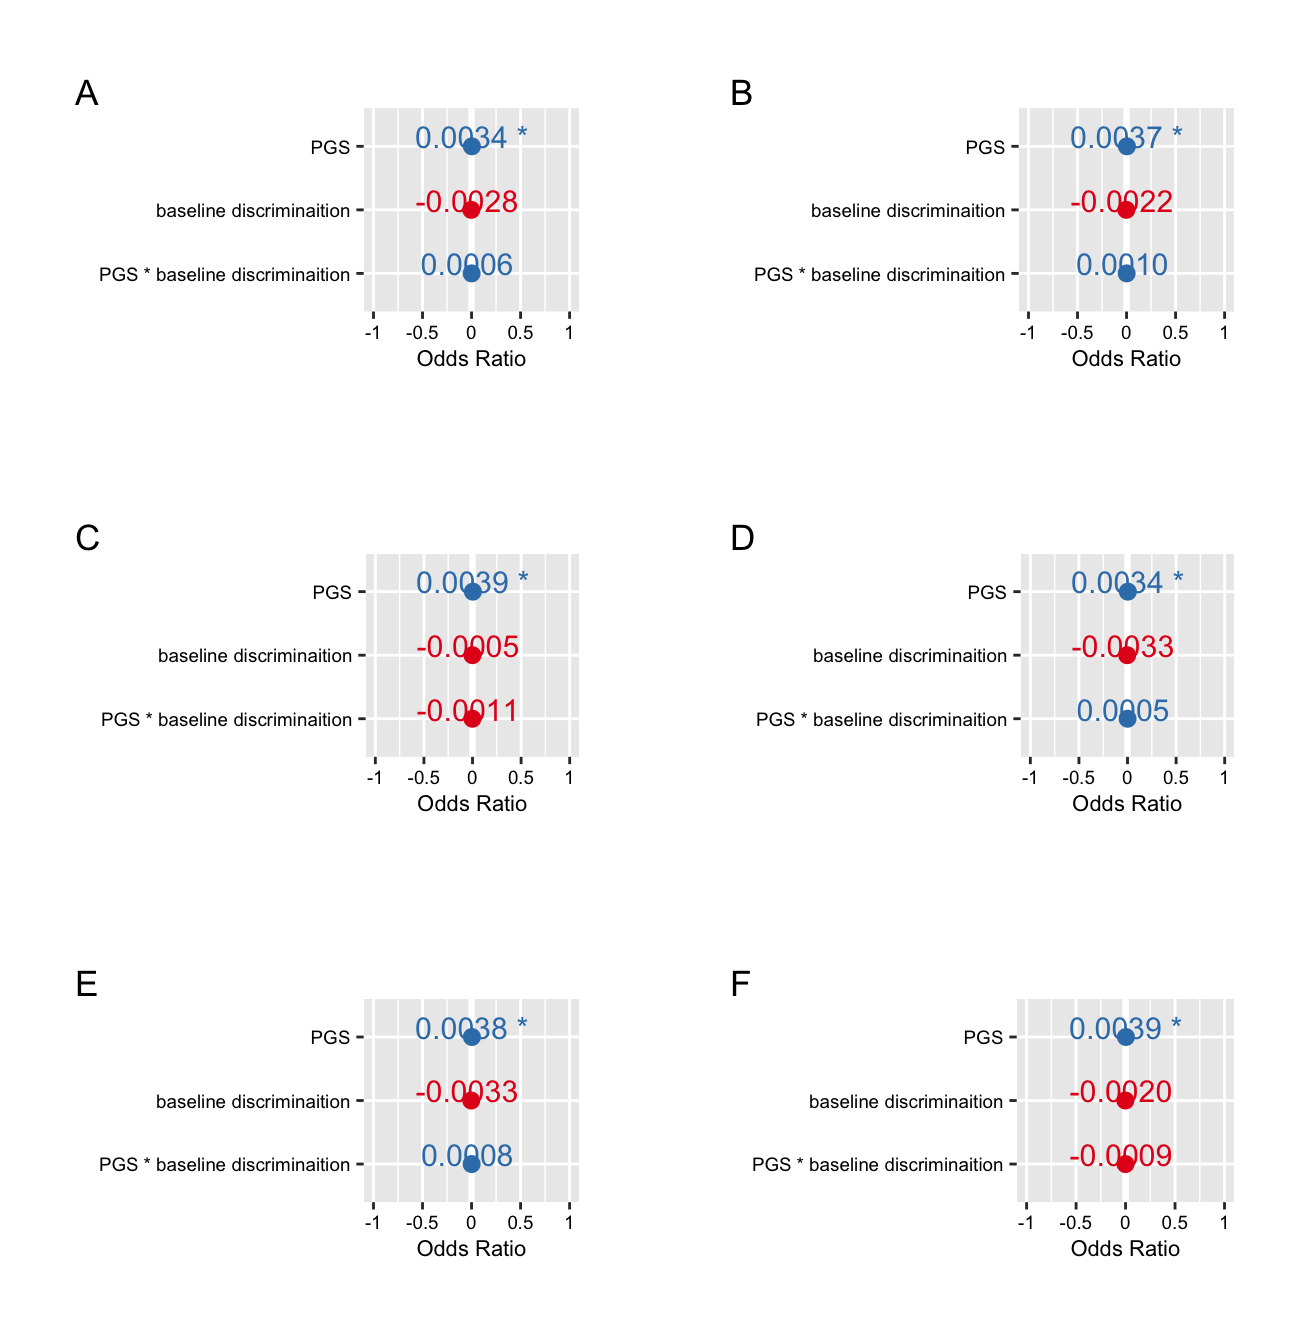 A
0.0034 *
PGS
-0.0028
baseline discriminaition
0.0006
PGS * baseline discriminaition
-1 -0.5 0 0.5 1
Odds Ratio
B
0.0037 *
PGS
-0.0022
baseline discriminaition
0.0010
PGS * baseline discriminaition
-1 -0.5 0 0.5 1
Odds Ratio
C
0.0039 *
PGS
-0.0005
baseline discriminaition
-0.0011
PGS * baseline discriminaition
-1 -0.5 0 0.5 1
Odds Ratio
D
0.0034 *
PGS
-0.0033
baseline discriminaition
0.0005
PGS * baseline discriminaition
-1 -0.5 0 0.5 1
Odds Ratio
E
0.0038 *
PGS
-0.0033
baseline discriminaition
0.0008
PGS * baseline discriminaition
-1 -0.5 0 0.5 1
Odds Ratio
F
0.0039 *
PGS
-0.0020
baseline discriminaition
-0.0009
PGS * baseline discriminaition
-1 -0.5 0 0.5 1
Odds Ratio